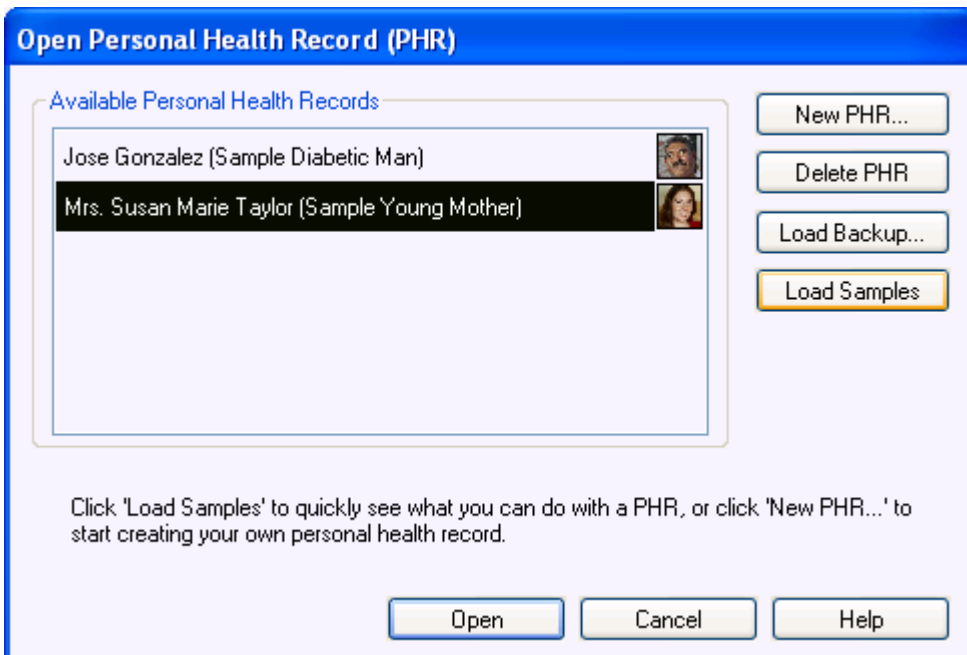 Open Personal Health Record (PHR)
Available Personal Health Records
Jose Gonzalez (Sample Diabetic Man)
Mrs. Susan Marie Taylor (Sample Young Mother)
New PHR...
Delete PHR
Load Backup...
Load Samples
Click 'Load Samples' to quickly see what you can do with a PHR, or click 'New PHR...' to
start creating your own personal health record.
Open
Cancel
Help